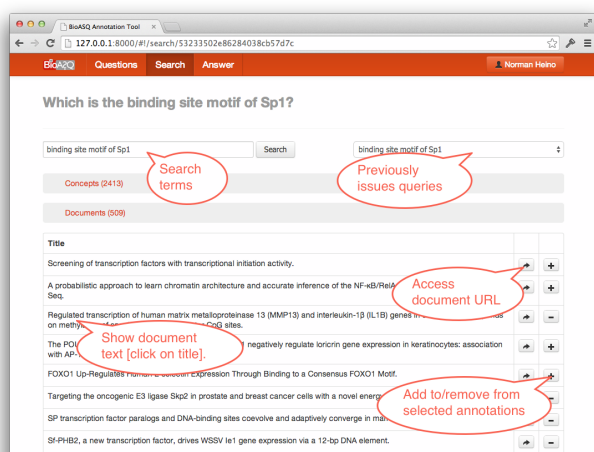 BioASQ Annotation Tool
127.0.0.1:8000/#!/search/53233502e86284038cb57d7c
BioASQ Questions Search Answer Norman Heino
Which is the binding site motif of Sp1?
binding site motif of Sp1 Search binding site motif of Sp1
Search
terms
Previously
issues queries
Concepts (2413)
Documents (509)
Title
Screening of transcription factors with transcriptional initiation activity.
A probabilistic approach to learn chromatin architecture and accurate inference of the NF-κB/RelA
Seq.
Access
document URL
Regulated transcription of human matrix metalloproteinase 13 (MMP13) and interleukin-1β (IL1B) genes in
on methylation of CpG sites.
Show document
text [click on title].
The POU negatively regulate loricrin gene expression in keratinocytes: association
with AP-
FOXO1 Up-Regulates Human Expression Through Binding to a Consensus FOXO1 Motif.
Add to/remove from
selected annotations
Targeting the oncogenic E3 ligase Skp2 in prostate and breast cancer cells with a novel energy
SP transcription factor paralogs and DNA-binding sites coevolve and adaptively converge in
Sf-PHB2, a new transcription factor, drives WSSV Ie1 gene expression via a 12-bp DNA element.